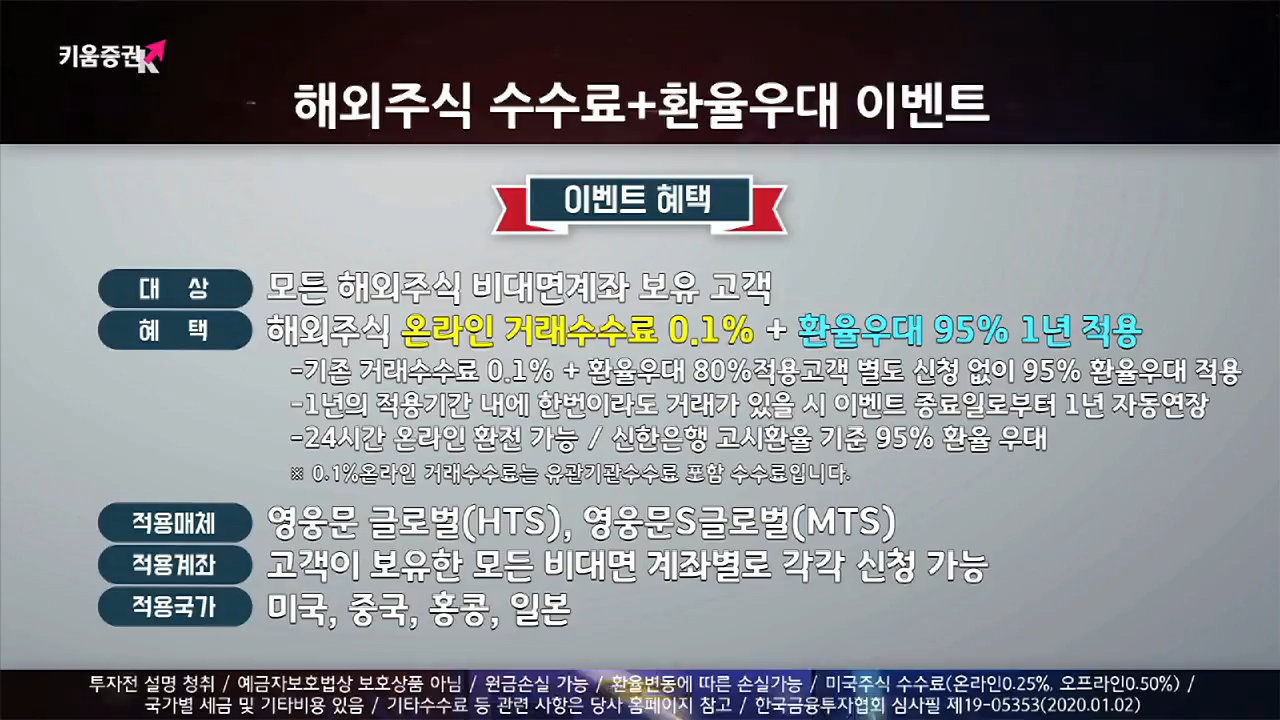 키움증권
해외주식 수수료+환율우대 이벤트
이벤트 혜택
대 상 모든 해외주식 비대면계좌 보유 고객
혜 택 해외주식 온라인 거래수수료 0.1% + 환율우대 95% 1년 적용
-기존 거래수수료 0.1% + 환율우대 80%적용고객 별도 신청 없이 95% 환율우대 적용
-1년의 적용기간 내에 한번이라도 거래가 있을 시 이벤트 종료일로부터 1년 자동연장
-24시간 온라인 환전 가능 / 신한은행 고시환율 기준 95% 환율 우대
※ 0.1%온라인 거래수수료는 유관기관수수료 포함 수수료입니다.
적용매체 영웅문 글로벌(HTS), 영웅문S글로벌(MTS)
적용계좌 고객이 보유한 모든 비대면 계좌별로 각각 신청 가능
적용국가 미국, 중국, 홍콩, 일본
투자전 설명 청취 / 예금자보호법상 보호상품 아님 / 원금손실 가능 / 환율변동에 따른 손실가능 / 미국주식 수수료(온라인0.25%, 오프라인0.50%) /
국가별 세금 및 기타비용 있음 / 기타수수료 등 관련 사항은 당사 홈페이지 참고 / 한국금융투자협회 심사필 제19-05353(2020.01.02)